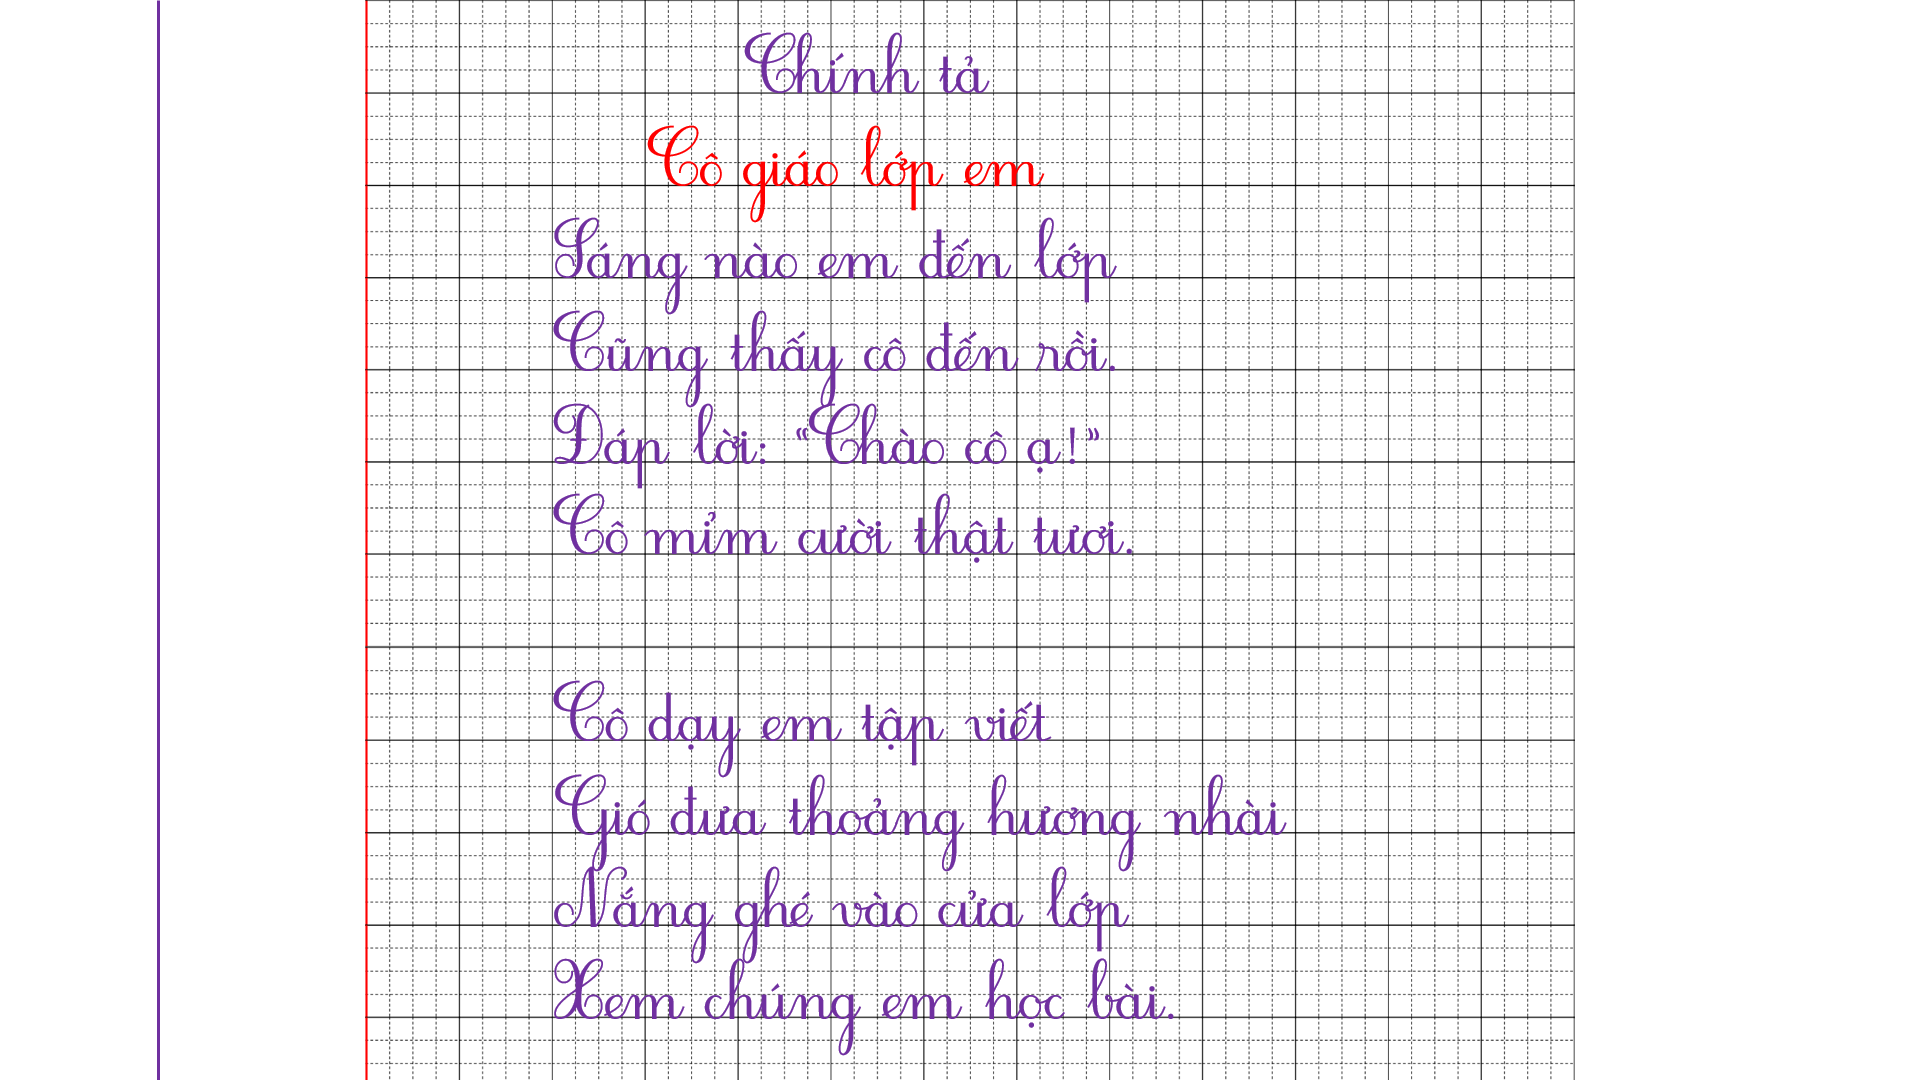 Chính tả
Cô giáo lớp em
Sáng nào em đến lớp
Cũng thấy cô đến rồi.
Đáp lời: “Chào cô ạ!”
Cô mỉm cười thật tươi.
Cô dạy em tập viết
Gió đưa thoảng hương nhài
Nắng ghé vào cửa lớp
Xem chúng em học bài.